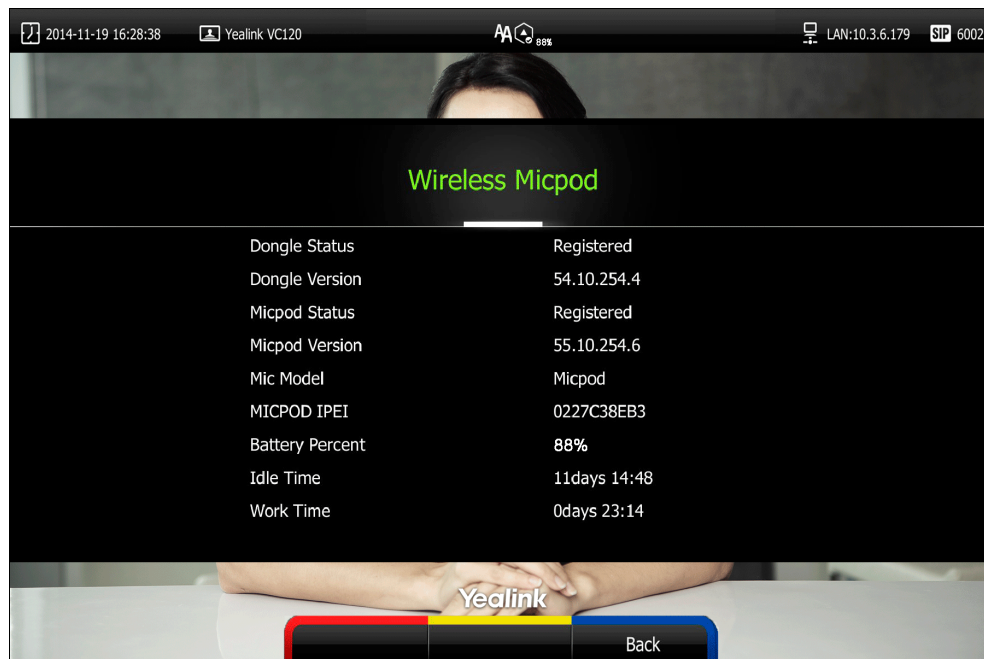 2014-11-19 16:28:38 Yealink VC120 AA 88% LAN:10.3.6.179 SIP 6002
Wireless Micpod
Dongle Status Registered
Dongle Version 54.10.254.4
Micpod Status Registered
Micpod Version 55.10.254.6
Mic Model Micpod
MICPOD IPEI 0227C38EB3
Battery Percent 88%
Idle Time 11days 14:48
Work Time 0days 23:14
Yealink
Back